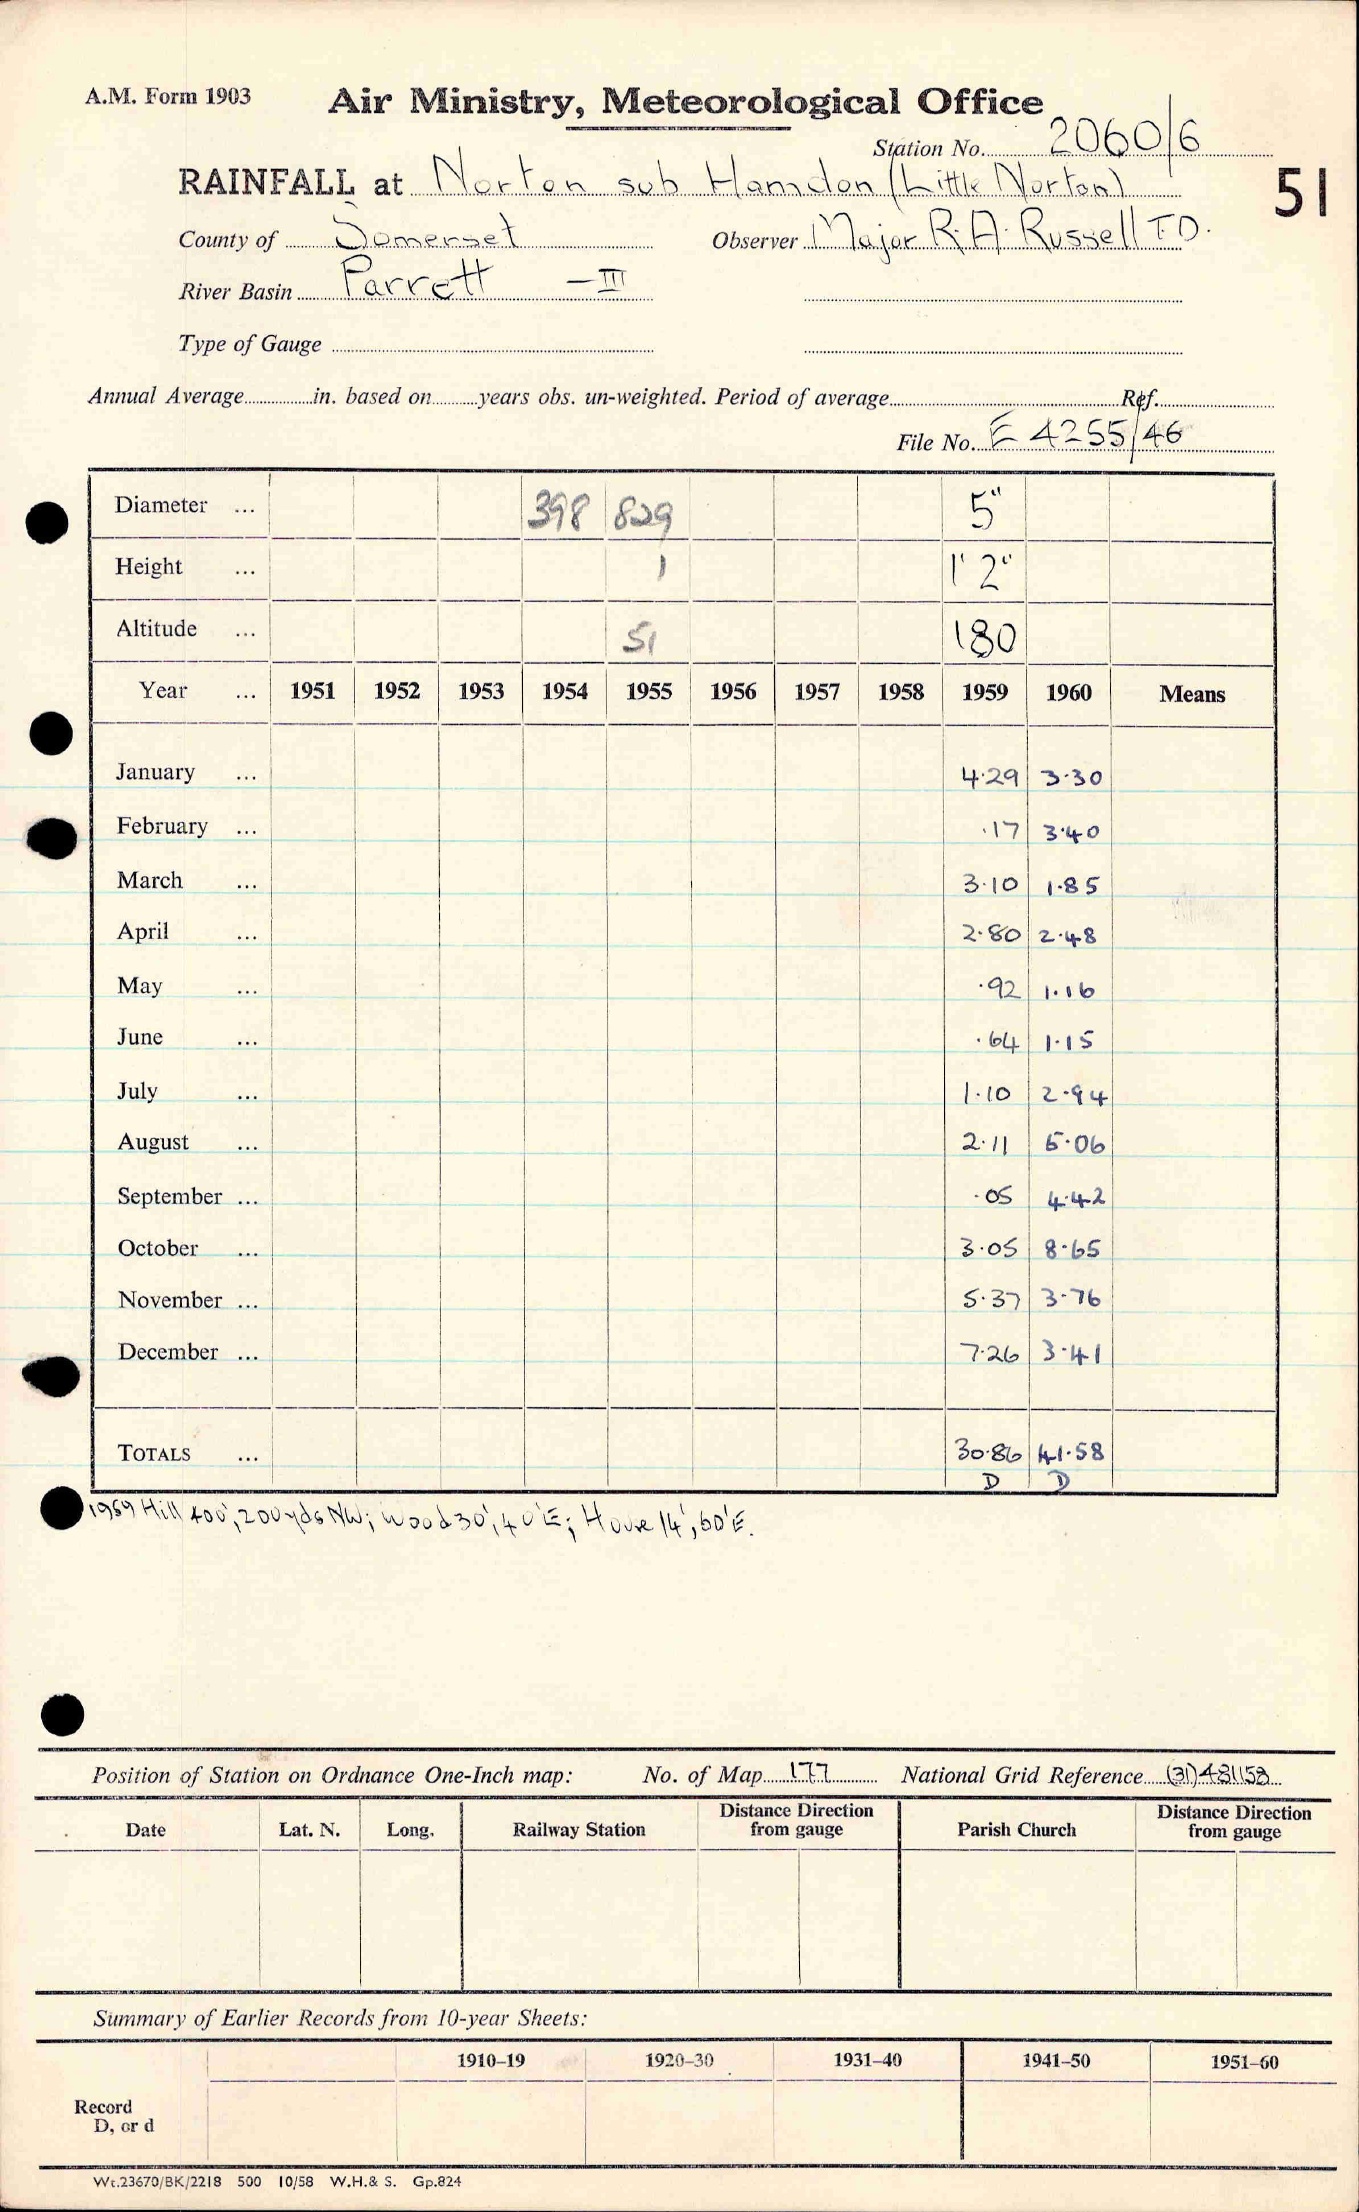 A.M. Form 1903
Air Ministry, Meteorological Office
Station No. 2060/6
RAINFALL at Norton sub Hamdon (Little Norton)
51
County of Somerset Observer Major R.A. Russell T.D.
River Basin Parrett – III
Type of Gauge
Annual Average in. based on years obs. un-weighted. Period of average Ref.
File No. E 4255/46
Diameter ... 398 829 5"
Height ... 1 1' 2"
Altitude ... 51 180
Year ... 1951 1952 1953 1954 1955 1956 1957 1958 1959 1960 Means
January ... 4.29 3.30
February ... .17 3.40
March ... 3.10 1.85
April ... 2.80 2.48
May ... .92 1.16
June ... .64 1.15
July ... 1.10 2.94
August ... 2.11 5.06
September ... .05 4.42
October ... 3.05 8.65
November ... 5.37 3.76
December ... 7.26 3.41
TOTALS ... 30.86 41.58
D D
1959 Hill 400', 200yds NW; Wood 30', 40'E; House 14', 60'E.
Position of Station on Ordnance One-Inch map: No. of Map 177 National Grid Reference (31)481158
Date Lat. N. Long. Railway Station Distance Direction from gauge Parish Church Distance Direction from gauge
Summary of Earlier Records from 10-year Sheets:
1910–19 1920–30 1931–40 1941–50 1951–60
Record
D, or d
Wt.23670/BK/2218 500 10/58 W.H.& S. Gp.824